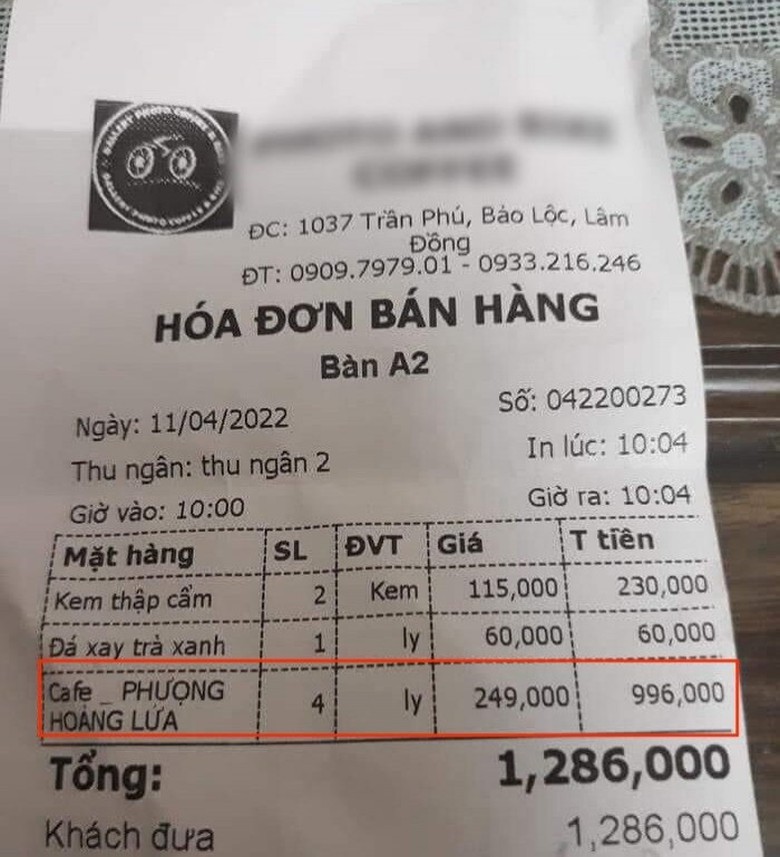 ĐC: 1037 Trần Phú, Bảo Lộc, Lâm
Đồng
ĐT: 0909.7979.01 - 0933.216.246
HÓA ĐƠN BÁN HÀNG
Bàn A2
Số: 042200273
Ngày: 11/04/2022
In lúc: 10:04
Thu ngân: thu ngân 2
Giờ vào: 10:00 Giờ ra: 10:04
Mặt hàng SL ĐVT Giá T tiền
Kem thập cẩm 2 Kem 115,000 230,000
Đá xay trà xanh 1 ly 60,000 60,000
Cafe _ PHƯỢNG
HOÀNG LỬA 4 ly 249,000 996,000
Tổng: 1,286,000
Khách đưa 1,286,000